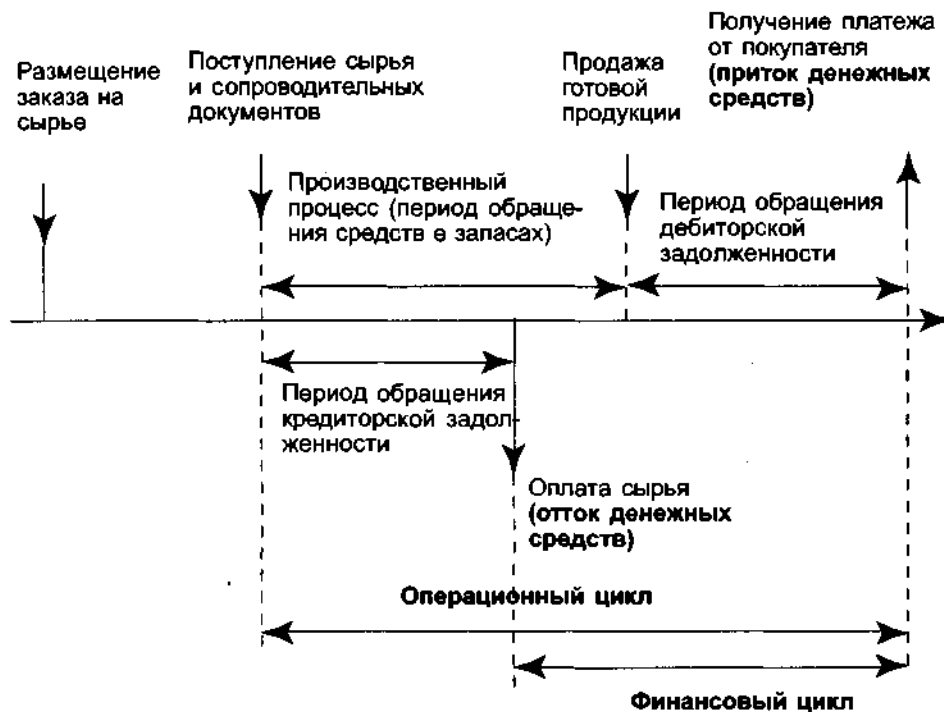 Размещение
заказа на
сырье
Поступление сырья
и сопроводительных
документов
Продажа
готовой
продукции
Получение платежа
от покупателя
(приток денежных
средств)
Производственный
процесс (период обраще-
ния средств е запасах)
Период обращения
дебиторской
задолженности
Период обращения
кредиторской задол-
женности
Оплата сырья
(отток денежных
средств)
Операционный цикл
Финансовый цикл